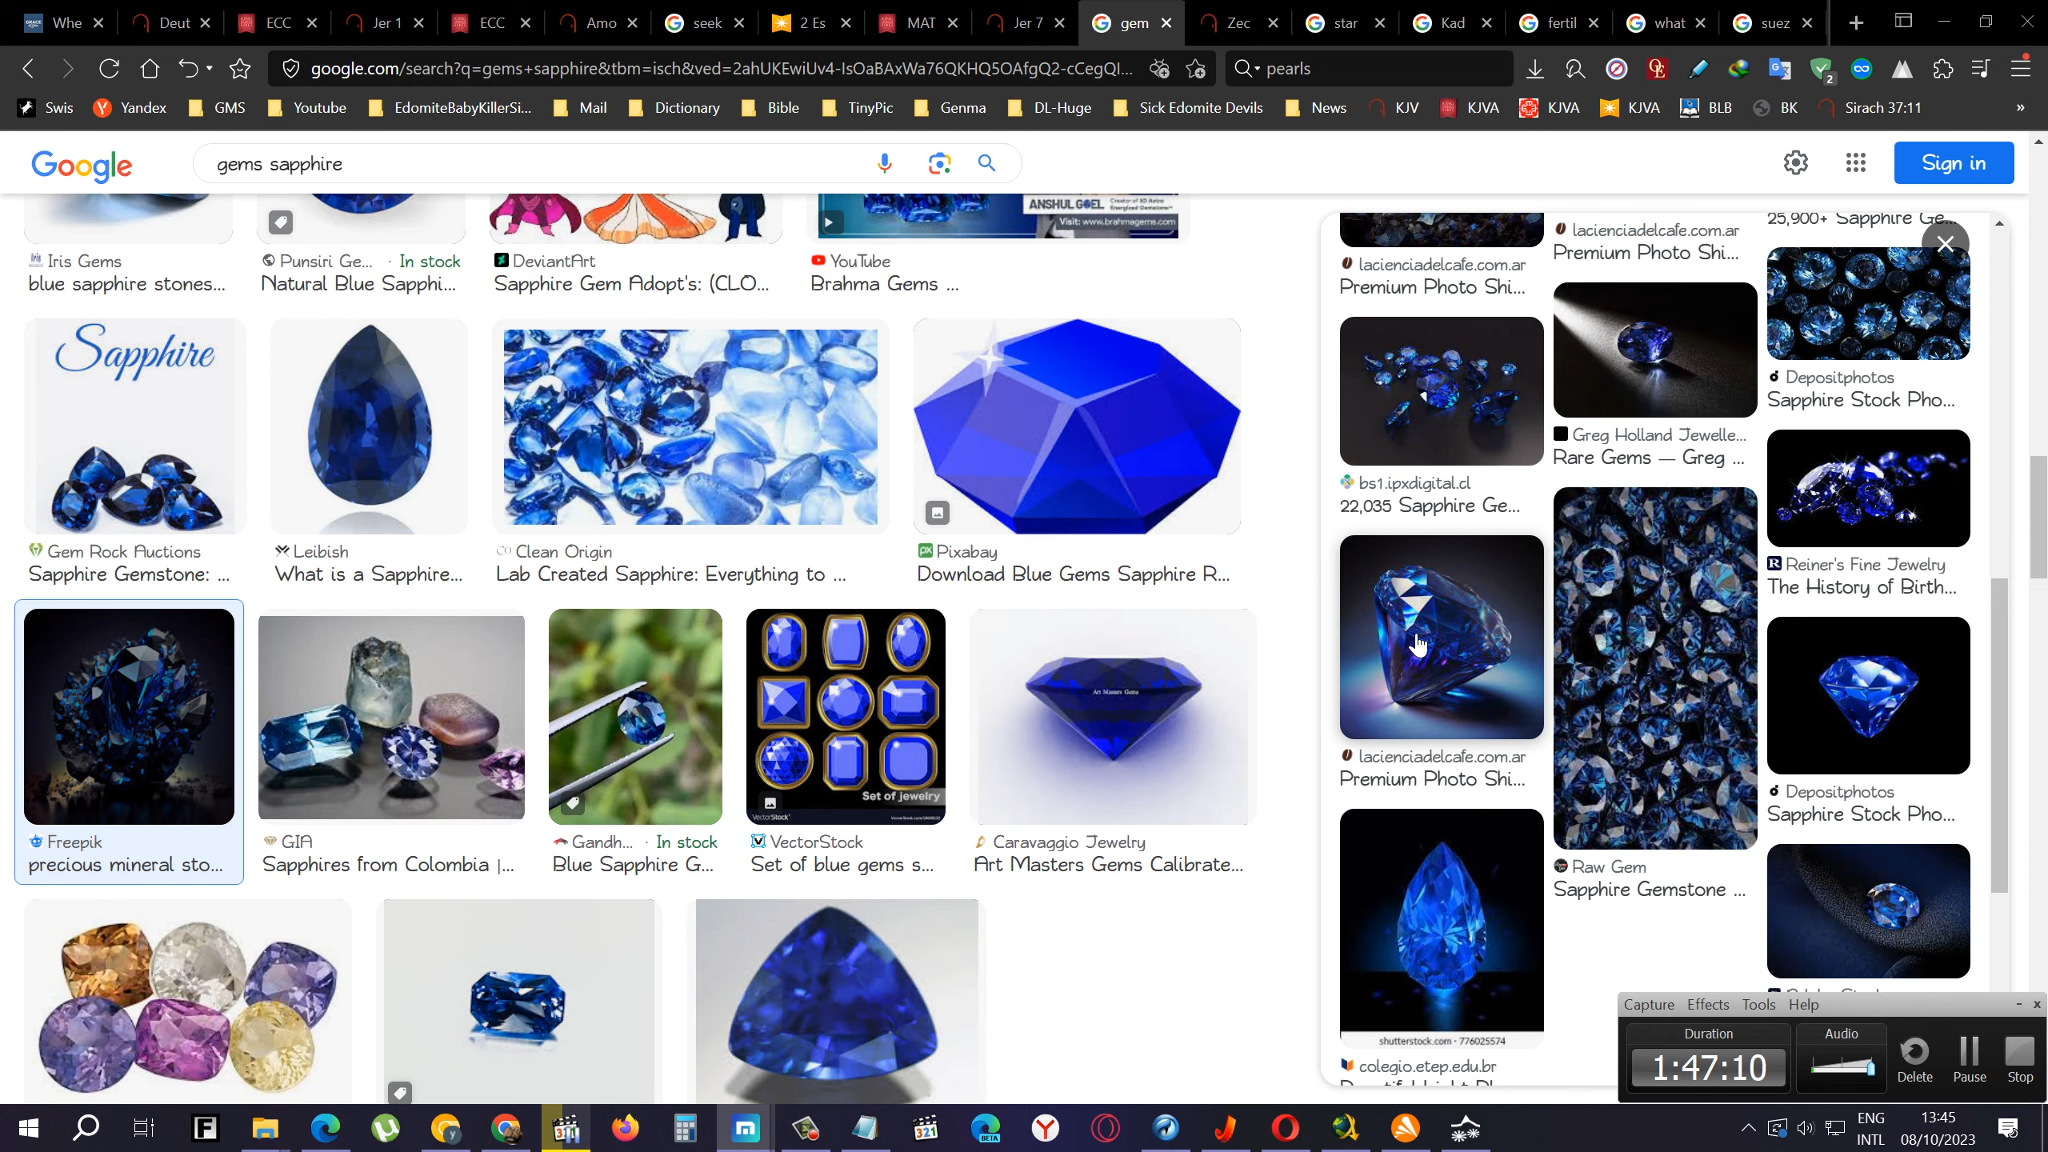 Whe
Deut
ECC
Jer 1
ECC
Amo
seek
2 Es
MAT
Jer 7
gem
Zec
star
Kad
fertil
what
suez
google.com/search?q=gems+sapphire&tbm=isch&ved=2ahUKEwiUv4-IsOaBAxWa76QKHQ5OAfgQ2-cCegQI...
pearls
2
Swis
Yandex
GMS
Youtube
EdomiteBabyKillerSi...
Mail
Dictionary
Bible
TinyPic
Genma
DL-Huge
Sick Edomite Devils
News
KJV
KJVA
KJVA
KJVA
BLB
BK
Sirach 37:11
Google
gems sapphire
Sign in
ANSHUL GOEL
Visit: www.brahmagems.com
Iris Gems
blue sapphire stones...
Punsiri Ge... · In stock
Natural Blue Sapphi...
DeviantArt
Sapphire Gem Adopt's: (CLO...
YouTube
Brahma Gems ...
Sapphire
Gem Rock Auctions
Sapphire Gemstone: ...
Leibish
What is a Sapphire...
Clean Origin
Lab Created Sapphire: Everything to ...
Pixabay
Download Blue Gems Sapphire R...
Freepik
precious mineral sto...
GIA
Sapphires from Colombia |...
Gandh... · In stock
Blue Sapphire G...
Set of jewelry
VectorStock
VectorStock
Set of blue gems s...
Art Masters Gems
Caravaggio Jewelry
Art Masters Gems Calibrate...
lacienciadelcafe.com.ar
Premium Photo Shi...
bs1.ipxdigital.cl
22,035 Sapphire Ge...
lacienciadelcafe.com.ar
Premium Photo Shi...
shutterstock.com · 776025574
colegio.etep.edu.br
lacienciadelcafe.com.ar
Premium Photo Shi...
Greg Holland Jewelle...
Rare Gems — Greg ...
Raw Gem
Sapphire Gemstone ...
25,900+ Sapphire Ge...
Depositphotos
Sapphire Stock Pho...
Reiner's Fine Jewelry
The History of Birth...
Depositphotos
Sapphire Stock Pho...
Capture Effects Tools Help
Duration
1:47:10
Audio
Delete
Pause
Stop
321
BETA
ENG
INTL
13:45
08/10/2023